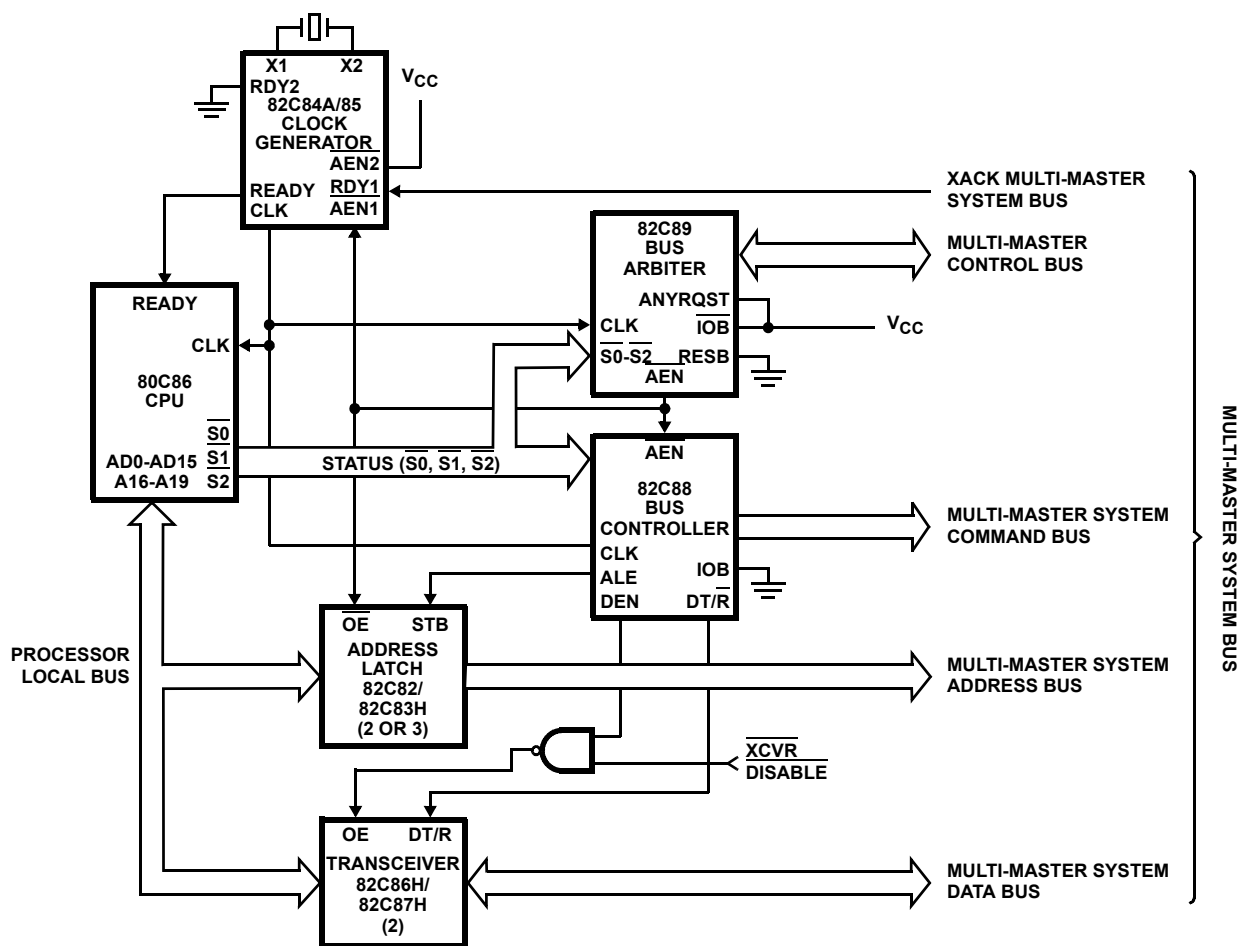 X1 X2
RDY2
82C84A/85
CLOCK
GENERATOR
AEN2
RDY1
AEN1
READY
CLK
VCC
XACK MULTI-MASTER
SYSTEM BUS
82C89
BUS
ARBITER
ANYRQST
CLK
IOB
S0-S2
RESB
AEN
VCC
MULTI-MASTER
CONTROL BUS
READY
CLK
80C86
CPU
S0
AD0-AD15
S1
A16-A19
S2
STATUS (S0, S1, S2)
AEN
82C88
BUS
CONTROLLER
CLK
ALE
IOB
DEN
DT/R
MULTI-MASTER SYSTEM
COMMAND BUS
MULTI-MASTER SYSTEM BUS
PROCESSOR
LOCAL BUS
OE STB
ADDRESS
LATCH
82C82/
82C83H
(2 OR 3)
MULTI-MASTER SYSTEM
ADDRESS BUS
XCVR
DISABLE
OE DT/R
TRANSCEIVER
82C86H/
82C87H
(2)
MULTI-MASTER SYSTEM
DATA BUS